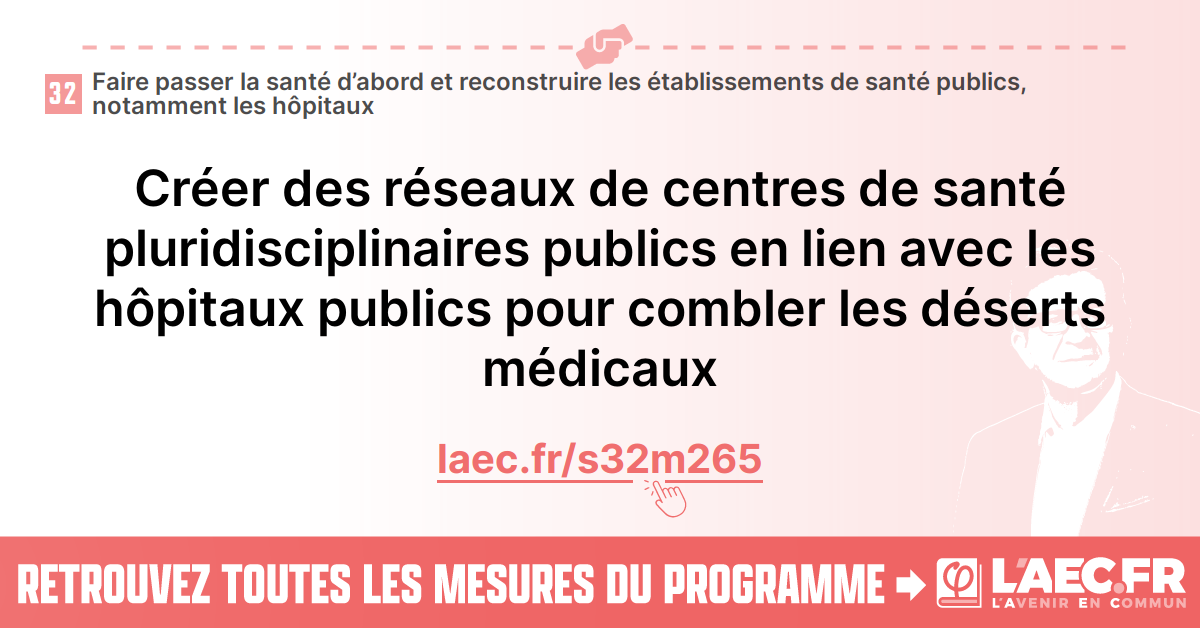 32
Faire passer la santé d’abord et reconstruire les établissements de santé publics,
notamment les hôpitaux
Créer des réseaux de centres de santé
pluridisciplinaires publics en lien avec les
hôpitaux publics pour combler les déserts
médicaux
laec.fr/s32m265
RETROUVEZ TOUTES LES MESURES DU PROGRAMME
φ L'AEC.FR
L'AVENIR EN COMMUN